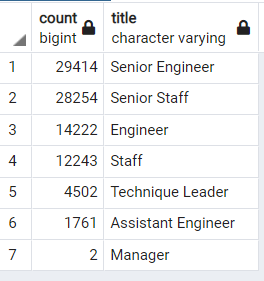 count title
bigint character varying
1 29414 Senior Engineer
2 28254 Senior Staff
3 14222 Engineer
4 12243 Staff
5 4502 Technique Leader
6 1761 Assistant Engineer
7 2 Manager